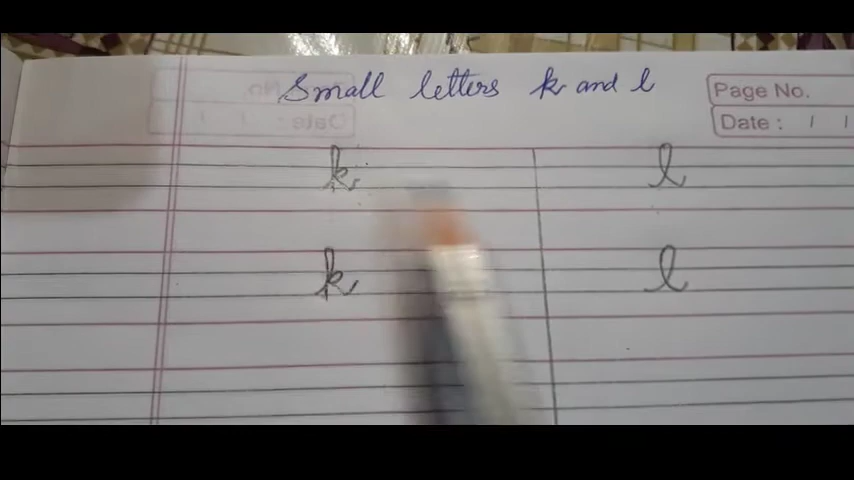 Small letters k and l
Page No.
Date : / /
k l
k l